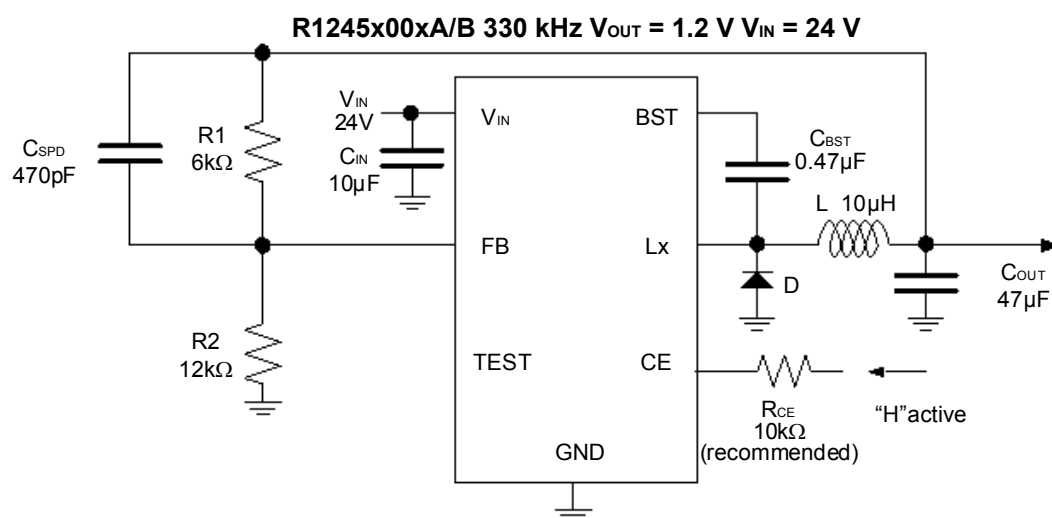 R1245x00xA/B 330 kHz VOUT = 1.2 V VIN = 24 V
CSPD
470pF
R1
6kΩ
R2
12kΩ
VIN
24V
CIN
10µF
VIN
BST
FB
Lx
TEST
CE
GND
CBST
0.47µF
L 10µH
D
COUT
47µF
RCE
10kΩ
(recommended)
“H”active